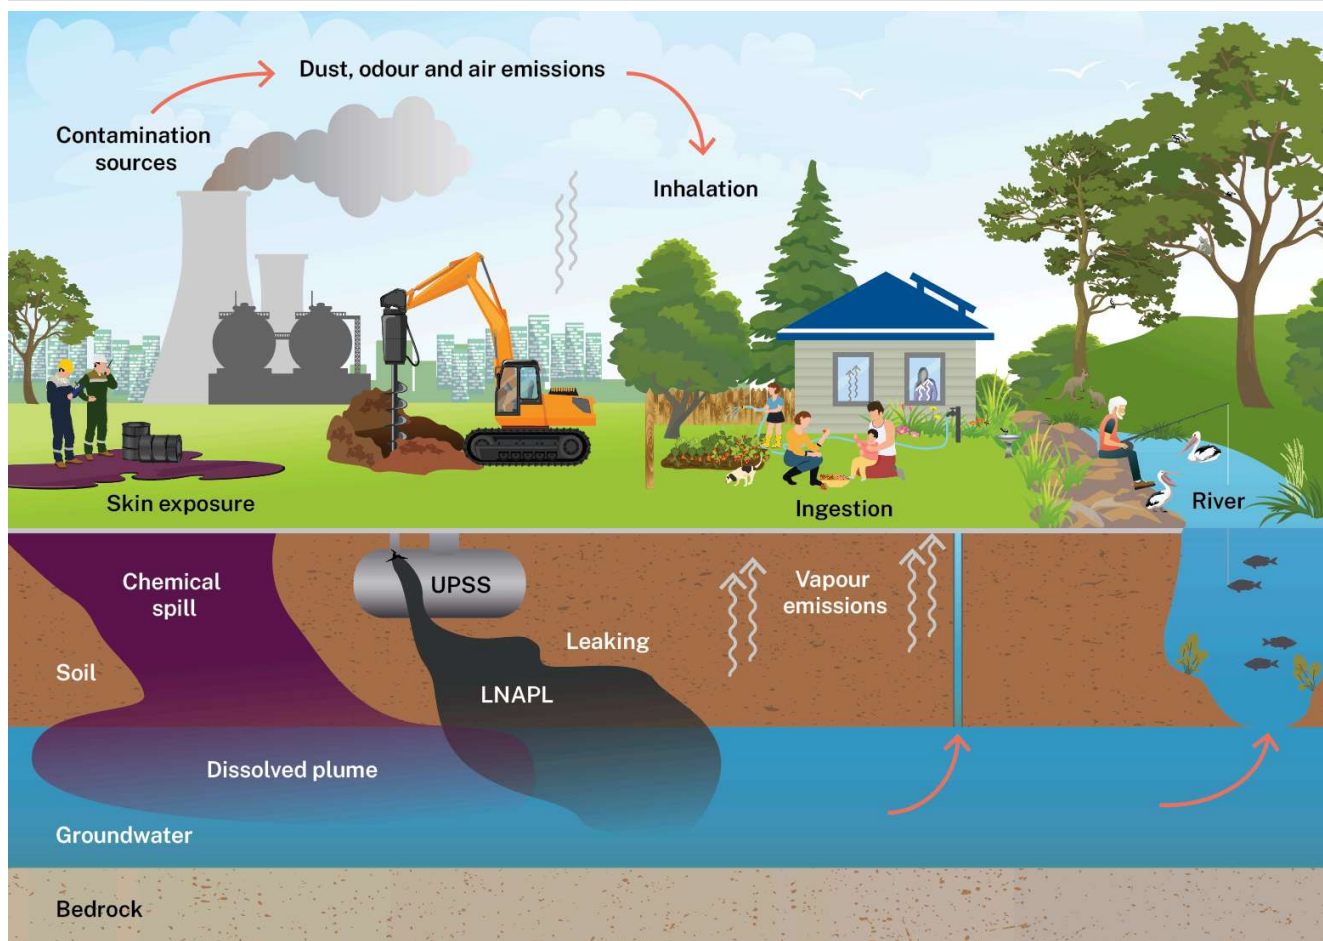 Dust, odour and air emissions
Contamination
sources
Inhalation
Skin exposure
Ingestion
River
Chemical
spill
UPSS
Vapour
emissions
Leaking
Soil
LNAPL
Dissolved plume
Groundwater
Bedrock